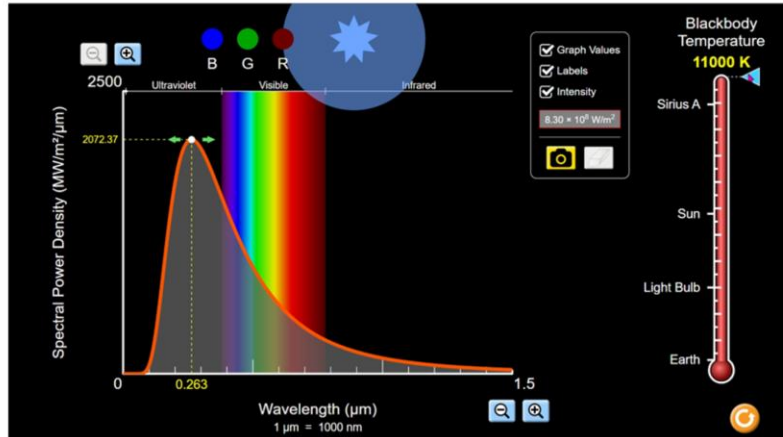 B G R
2500
Ultraviolet Visible Infrared
2072.37
Spectral Power Density (MW/m²/µm)
0
0.263
1.5
Wavelength (µm)
1 µm = 1000 nm
Graph Values
Labels
Intensity
8.30 × 10⁸ W/m²
Blackbody
Temperature
11000 K
Sirius A
Sun
Light Bulb
Earth